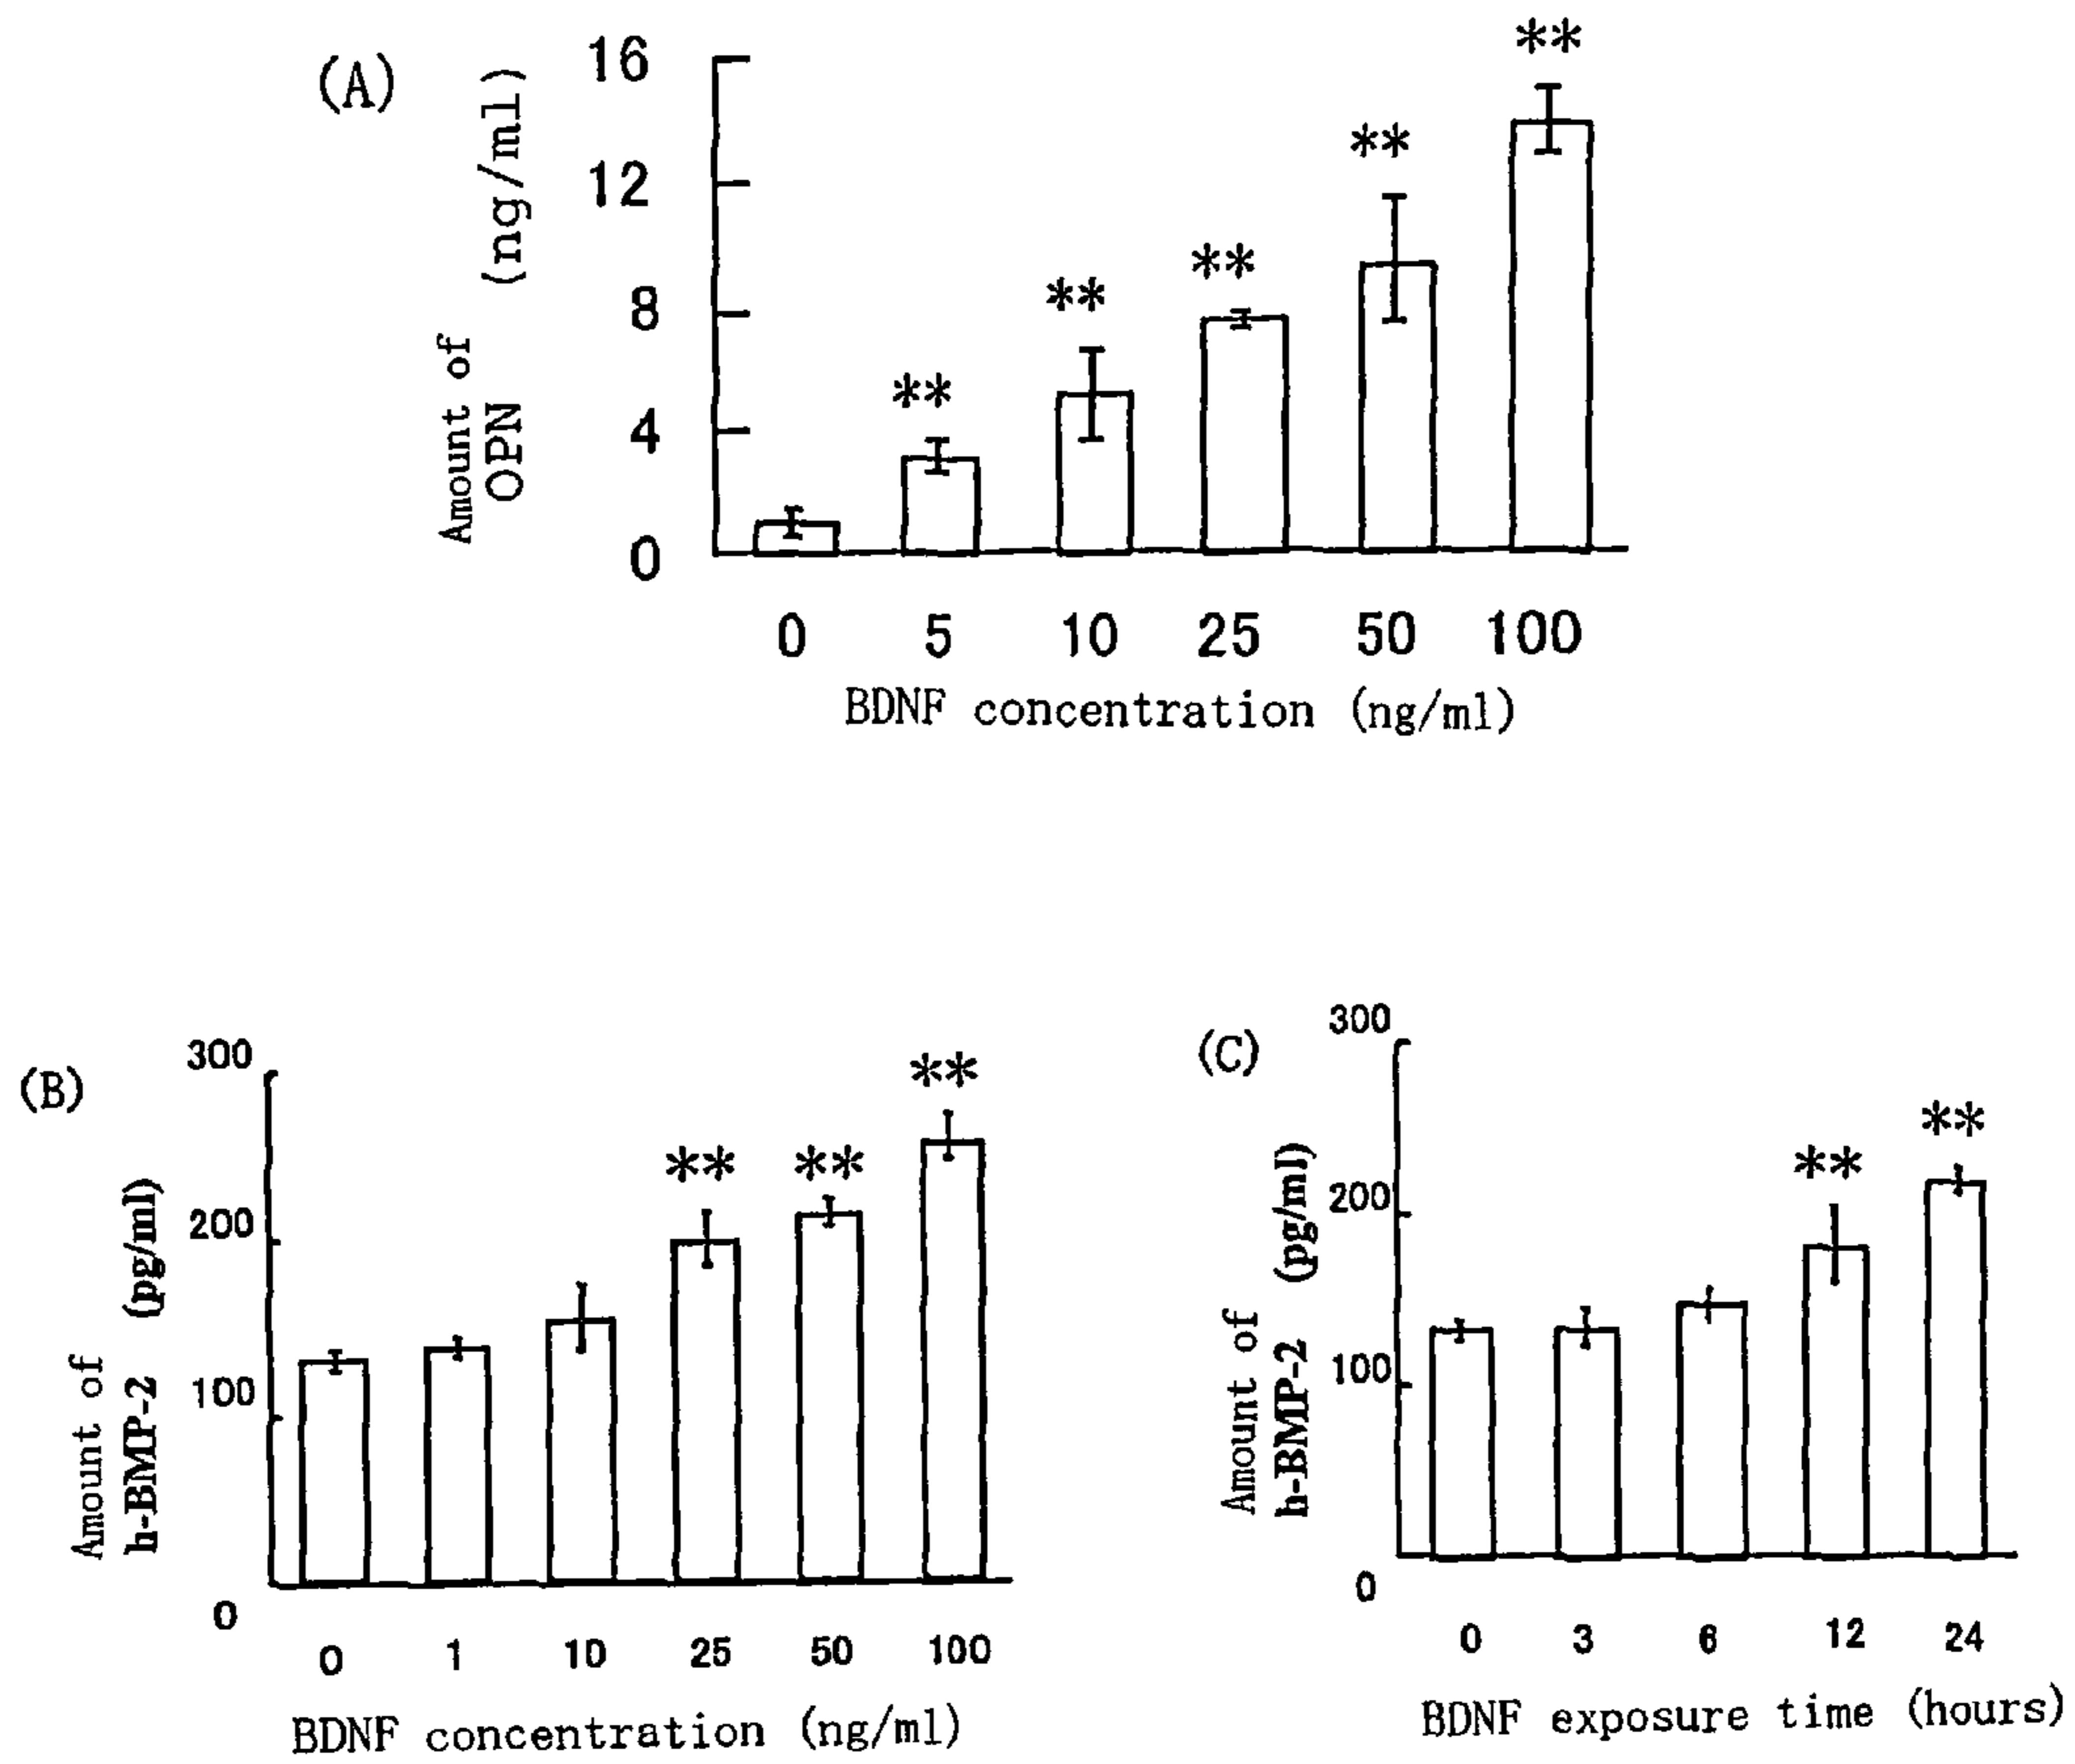 (A)
Amount of
OPN (ng/ml)
16
12
8
4
0
**
**
**
**
**
0 5 10 25 50 100
BDNF concentration (ng/ml)
(B)
Amount of
h-BMP-2 (pg/ml)
300
200
100
0
**
**
**
0 1 10 25 50 100
BDNF concentration (ng/ml)
(C)
Amount of
h-BMP-2 (pg/ml)
300
200
100
0
**
**
0 3 6 12 24
BDNF exposure time (hours)